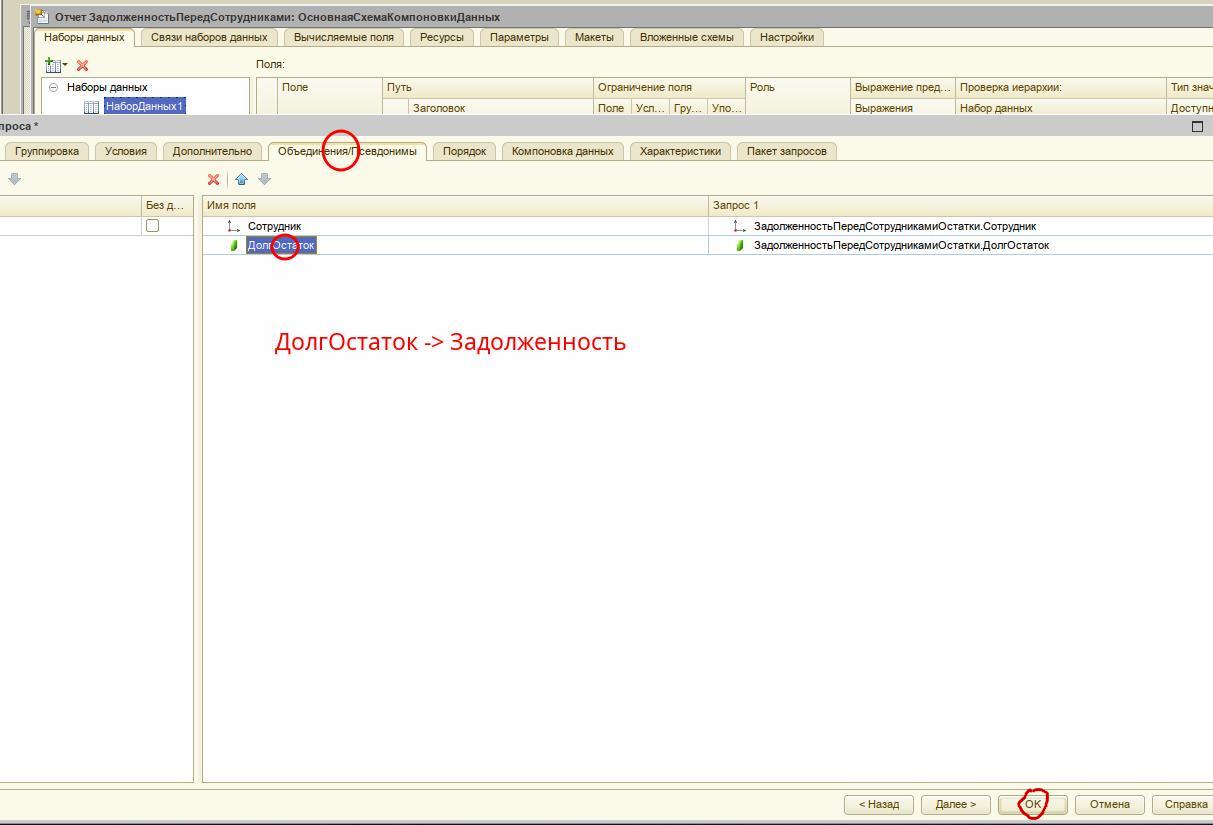 Отчет ЗадолженностьПередСотрудниками: ОсновнаяСхемаКомпоновкиДанных
Наборы данных Связи наборов данных Вычисляемые поля Ресурсы Параметры Макеты Вложенные схемы Настройки
Поля:
Наборы данных Поле Путь Ограничение поля Роль Выражение пред... Проверка иерархии: Тип знач
НаборДанных1 Заголовок Поле Усл... Гру... Упо... Выражения Набор данных Доступн
проса *
Группировка Условия Дополнительно Объединения/Псевдонимы Порядок Компоновка данных Характеристики Пакет запросов
Без д... Имя поля Запрос 1
Сотрудник ЗадолженностьПередСотрудникамиОстатки.Сотрудник
ДолгОстаток ЗадолженностьПередСотрудникамиОстатки.ДолгОстаток
ДолгОстаток -> Задолженность
< Назад Далее > OK Отмена Справка